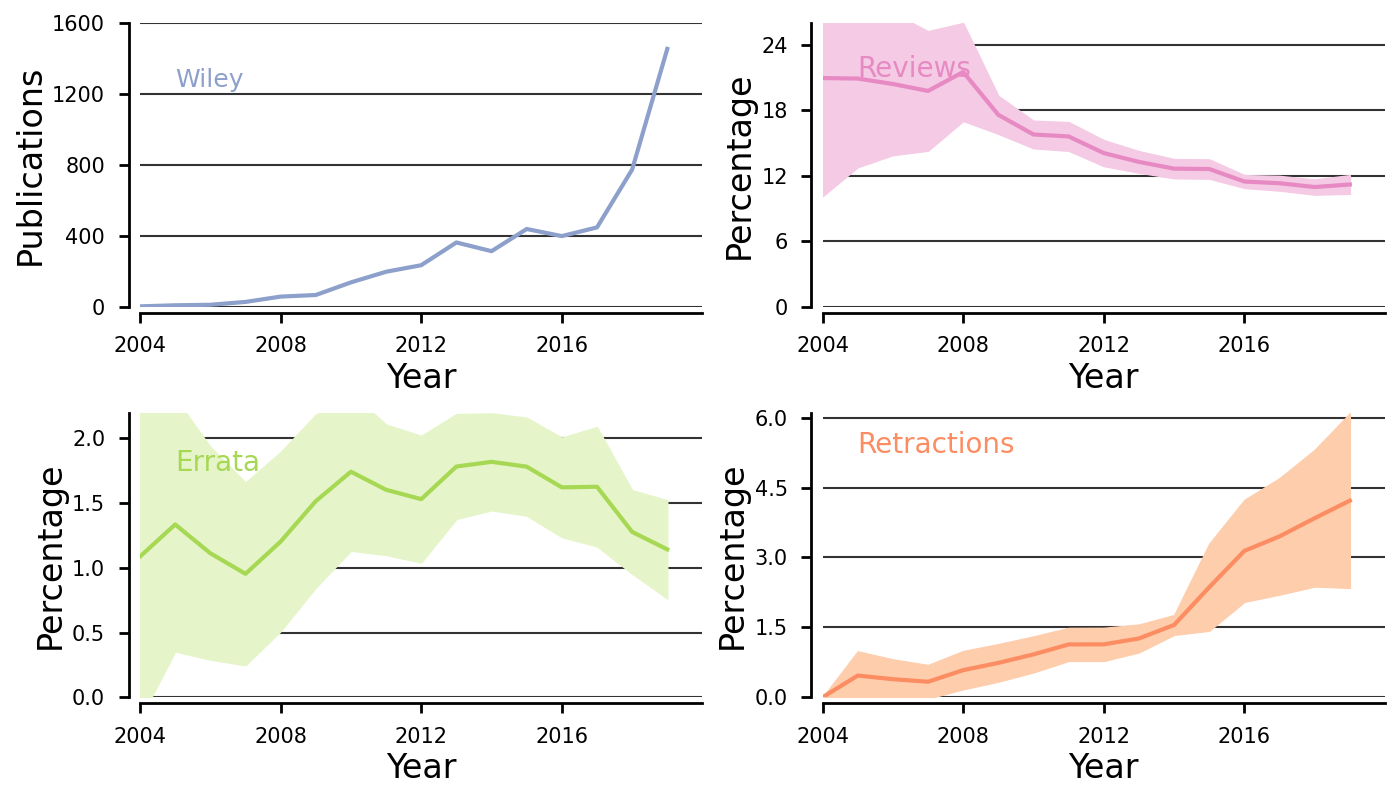 1600
1200
800
400
0
Publications
Wiley
2004 2008 2012 2016
Year
24
18
12
6
0
Percentage
Reviews
2004 2008 2012 2016
Year
2.0
1.5
1.0
0.5
0.0
Percentage
Errata
2004 2008 2012 2016
Year
6.0
4.5
3.0
1.5
0.0
Percentage
Retractions
2004 2008 2012 2016
Year